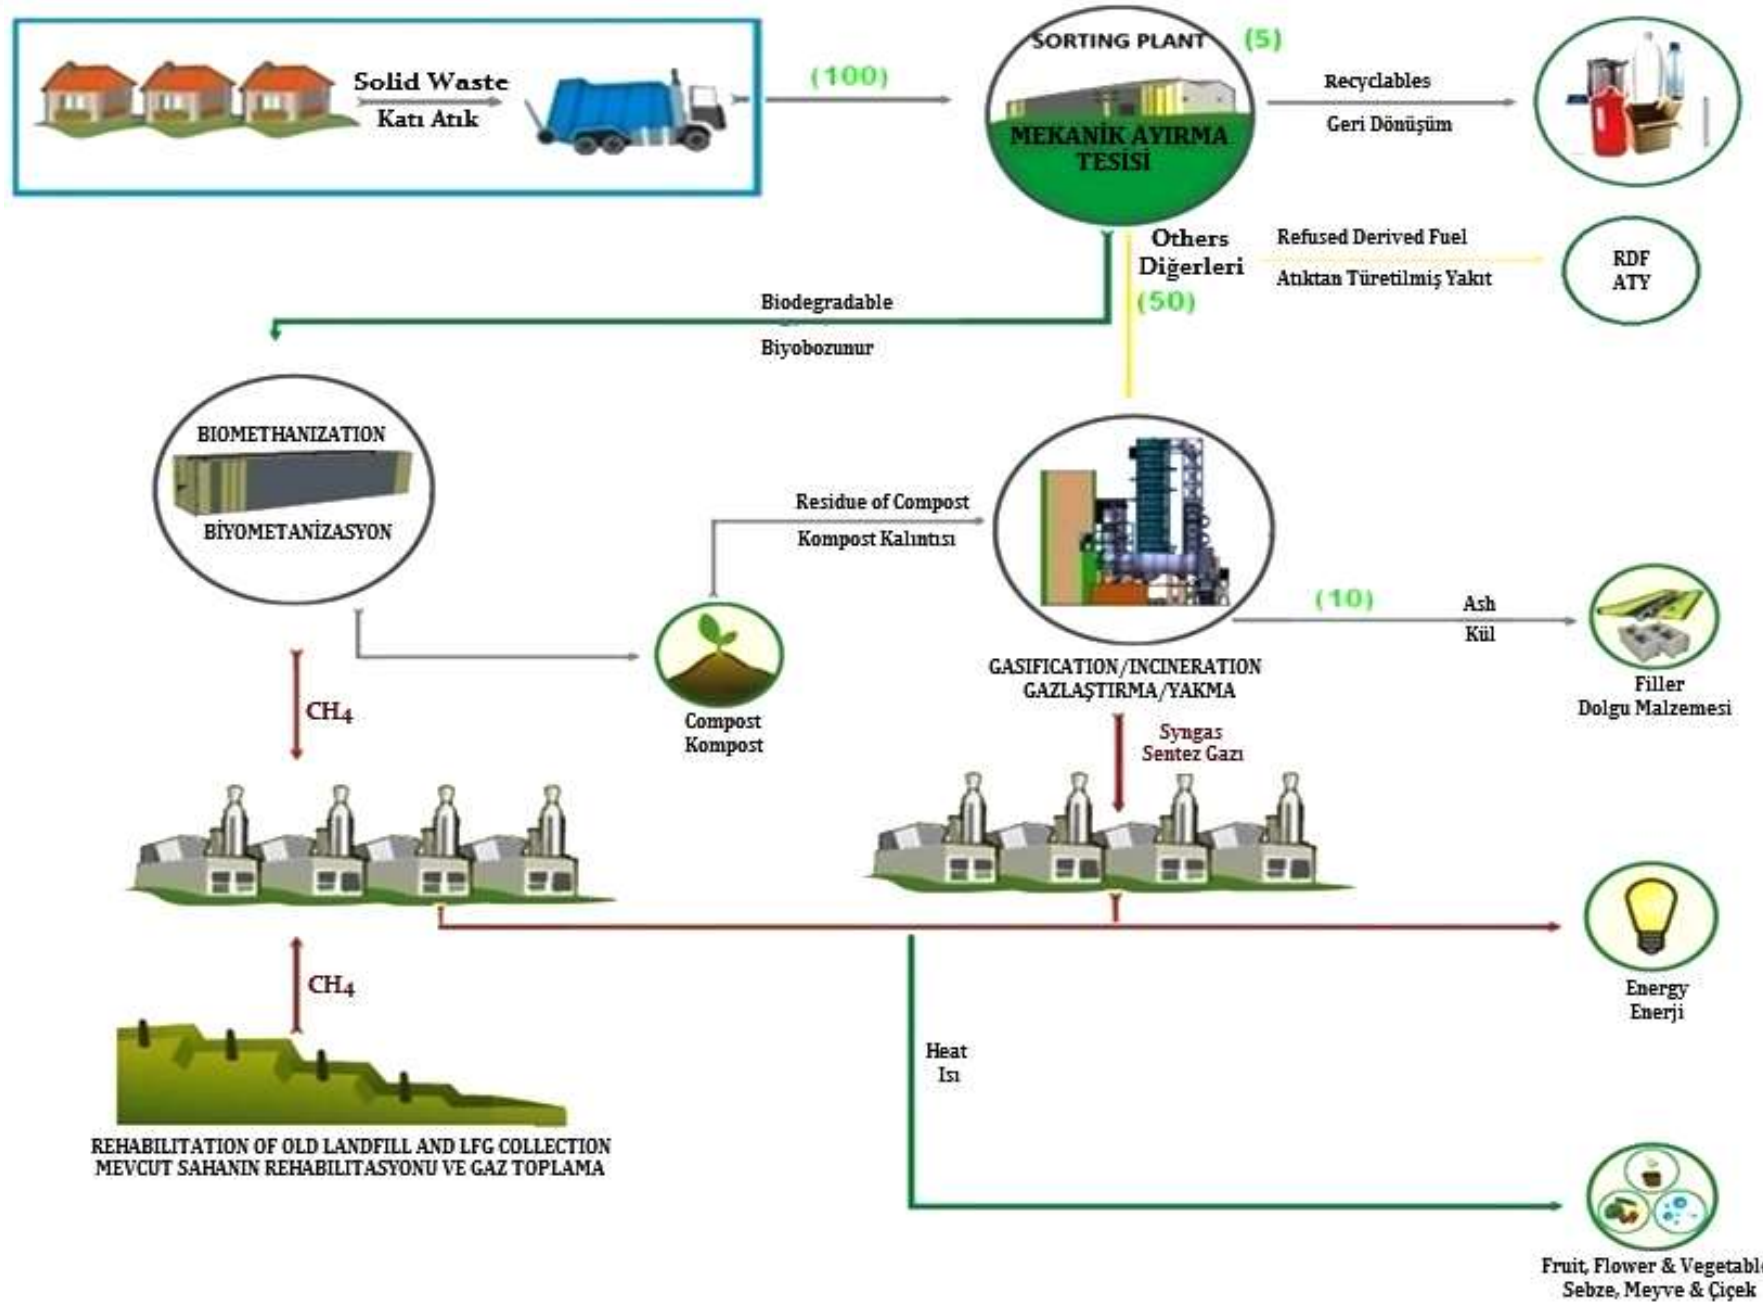 Solid Waste
Katı Atık
(100)
SORTING PLANT
MEKANİK AYIRMA
TESİSİ
(5)
Recyclables
Geri Dönüşüm
Others
Diğerleri
(50)
Refused Derived Fuel
Atıktan Türetilmiş Yakıt
RDF
ATY
Biodegradable
Biyobozunur
BIOMETHANIZATION
BİYOMETANİZASYON
Residue of Compost
Kompost Kalıntısı
Compost
Kompost
GASIFICATION/INCINERATION
GAZLAŞTIRMA/YAKMA
(10)
Ash
Kül
Filler
Dolgu Malzemesi
CH4
Syngas
Sentez Gazı
CH4
Energy
Enerji
Heat
Isı
REHABILITATION OF OLD LANDFILL AND LFG COLLECTION
MEVCUT SAHANIN REHABILITASYONU VE GAZ TOPLAMA
Fruit, Flower & Vegetable
Sebze, Meyve & Çiçek